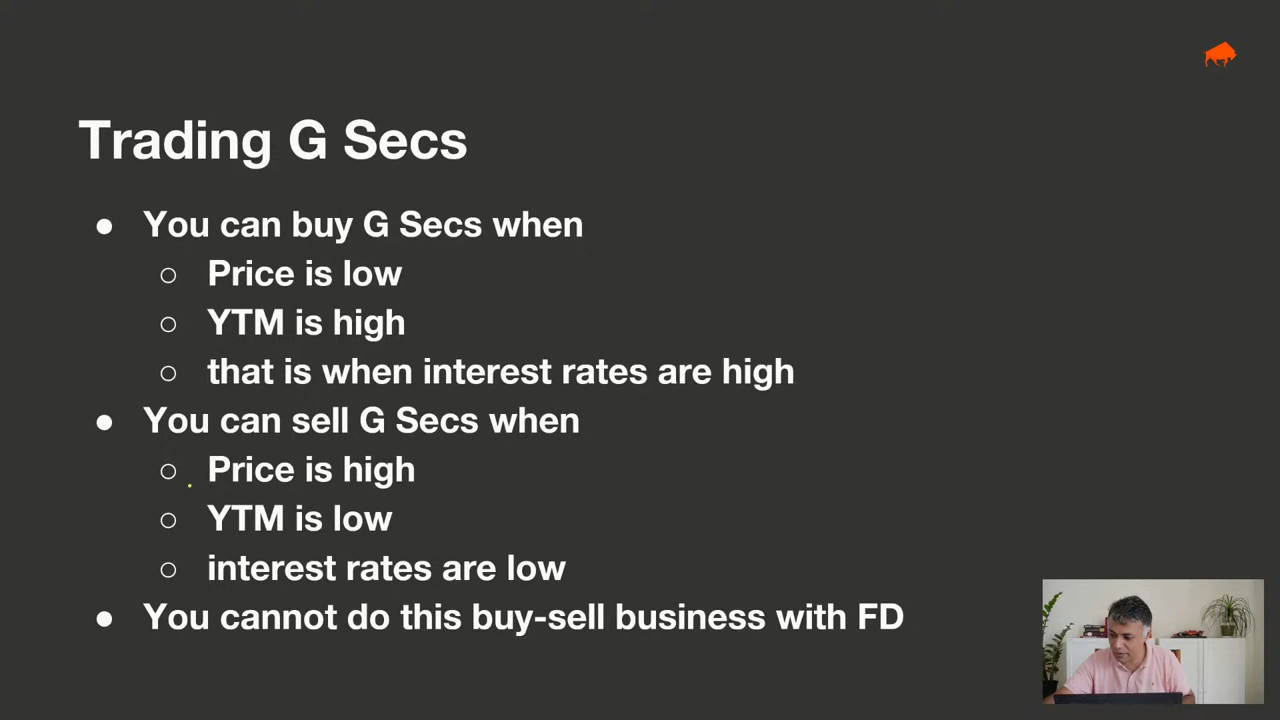 Trading G Secs
● You can buy G Secs when
○ Price is low
○ YTM is high
○ that is when interest rates are high
● You can sell G Secs when
○ Price is high
○ YTM is low
○ interest rates are low
● You cannot do this buy-sell business with FD